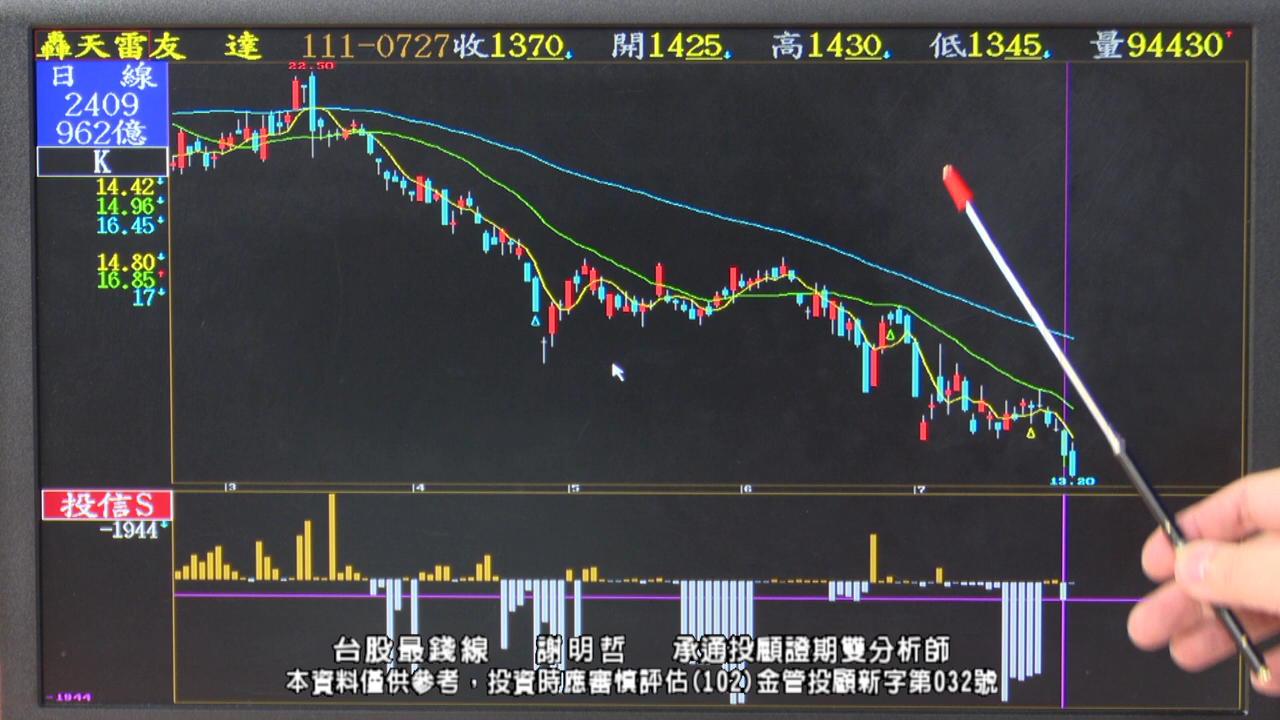 轟天雷友 達 111-0727收1370 開1425 高1430 低1345 量94430
日 線
2409
962億
K
14.42
14.96
16.45
14.80
16.85
17
22.50
13.20
3 4 5 6 7
投信S
-1944
-1944
台股最錢線 謝明哲 承通投顧證期雙分析師
本資料僅供參考，投資時應審慎評估(102)金管投顧新字第032號